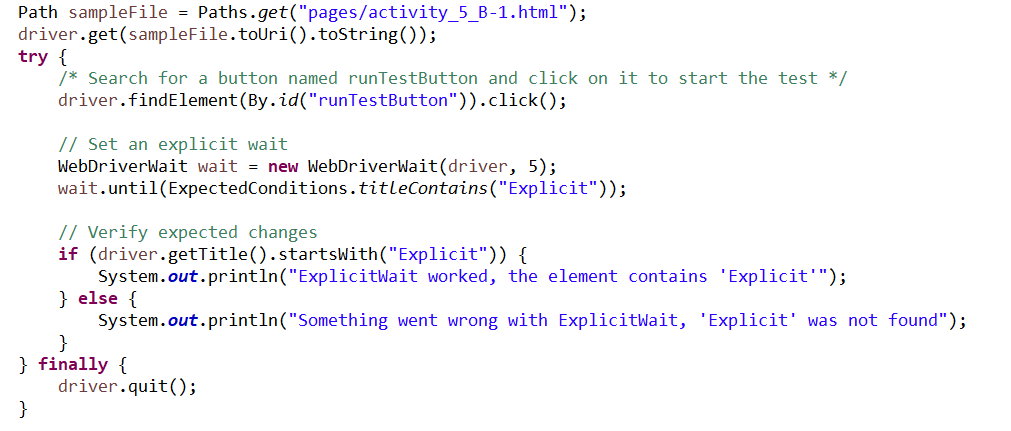 Path sampleFile = Paths.get("pages/activity_5_B-1.html");
driver.get(sampleFile.toUri().toString());
try {
    /* Search for a button named runTestButton and click on it to start the test */
    driver.findElement(By.id("runTestButton")).click();

    // Set an explicit wait
    WebDriverWait wait = new WebDriverWait(driver, 5);
    wait.until(ExpectedConditions.titleContains("Explicit"));

    // Verify expected changes
    if (driver.getTitle().startsWith("Explicit")) {
        System.out.println("ExplicitWait worked, the element contains 'Explicit'");
    } else {
        System.out.println("Something went wrong with ExplicitWait, 'Explicit' was not found");
    }
} finally {
    driver.quit();
}